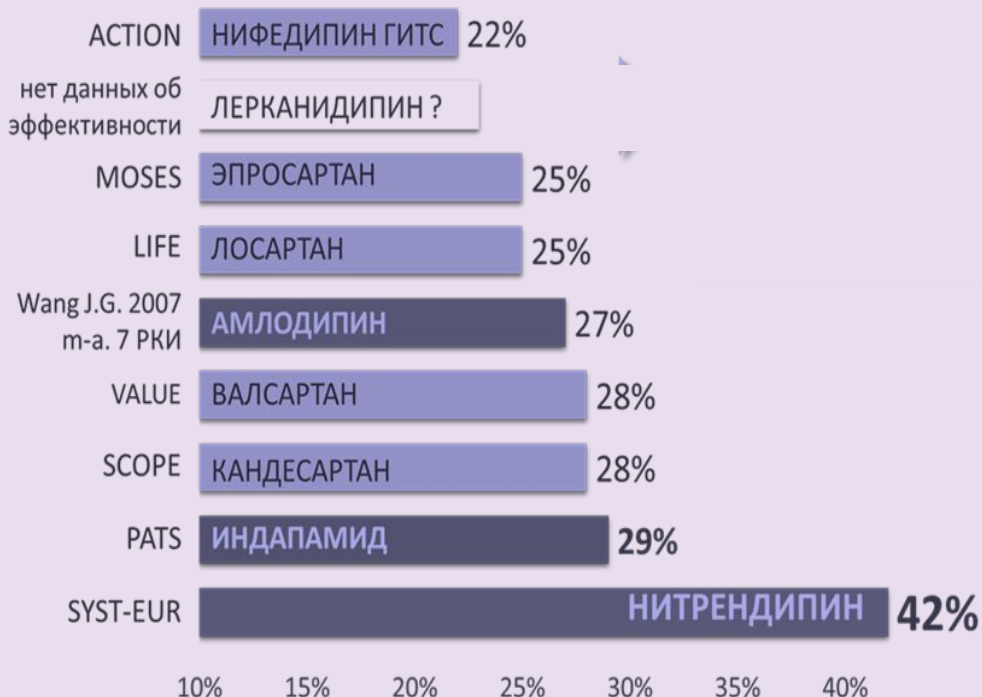 ACTION НИФЕДИПИН ГИТС 22%
нет данных об
эффективности ЛЕРКАНИДИПИН ?
MOSES ЭПРОСАРТАН 25%
LIFE ЛОСАРТАН 25%
Wang J.G. 2007
m-a. 7 РКИ АМЛОДИПИН 27%
VALUE ВАЛСАРТАН 28%
SCOPE КАНДЕСАРТАН 28%
PATS ИНДАПАМИД 29%
SYST-EUR НИТРЕНДИПИН 42%
10% 15% 20% 25% 30% 35% 40%